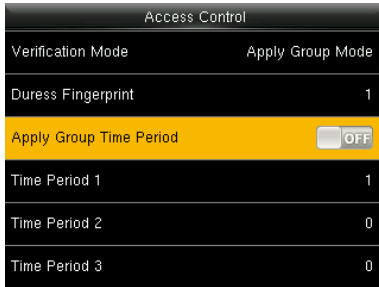 Access Control
Verification Mode Apply Group Mode
Duress Fingerprint 1
Apply Group Time Period OFF
Time Period 1 1
Time Period 2 0
Time Period 3 0